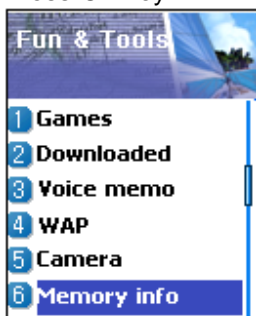 Fun & Tools
1 Games
2 Downloaded
3 Voice memo
4 WAP
5 Camera
6 Memory info